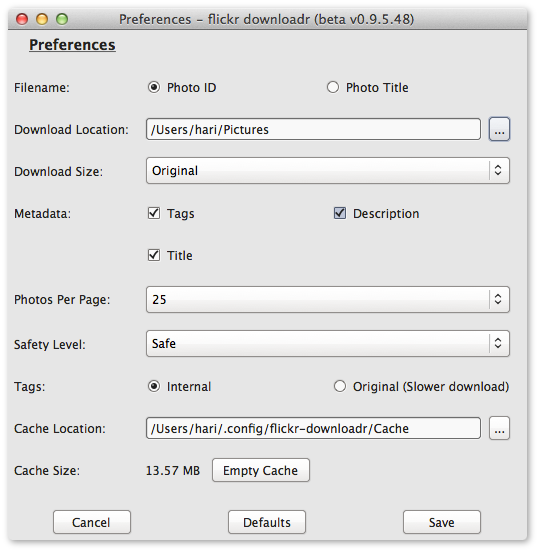 Preferences – flickr downloadr (beta v0.9.5.48)
Preferences
Filename: Photo ID Photo Title
Download Location: /Users/hari/Pictures ...
Download Size: Original
Metadata: Tags Description
Title
Photos Per Page: 25
Safety Level: Safe
Tags: Internal Original (Slower download)
Cache Location: /Users/hari/.config/flickr-downloadr/Cache ...
Cache Size: 13.57 MB Empty Cache
Cancel Defaults Save